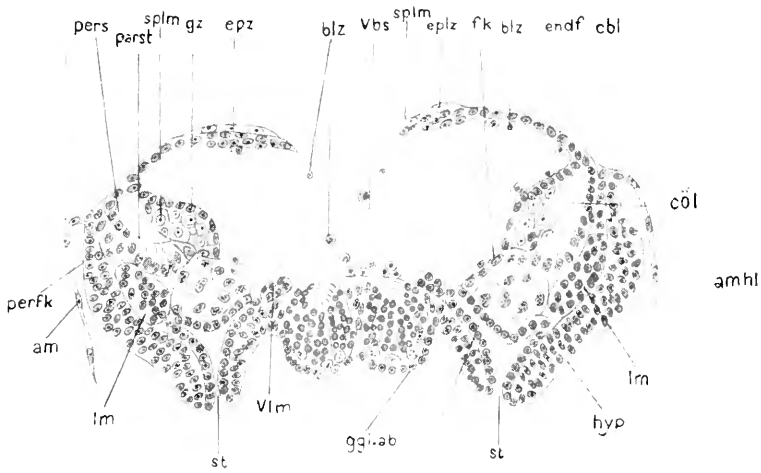 pers parst splm gz epz blz Vbs splm eplz fk blz endf cbl
cöl
amhl
perfk
am
lm
lm
Vlm
hyp
ggl.ab
st
st